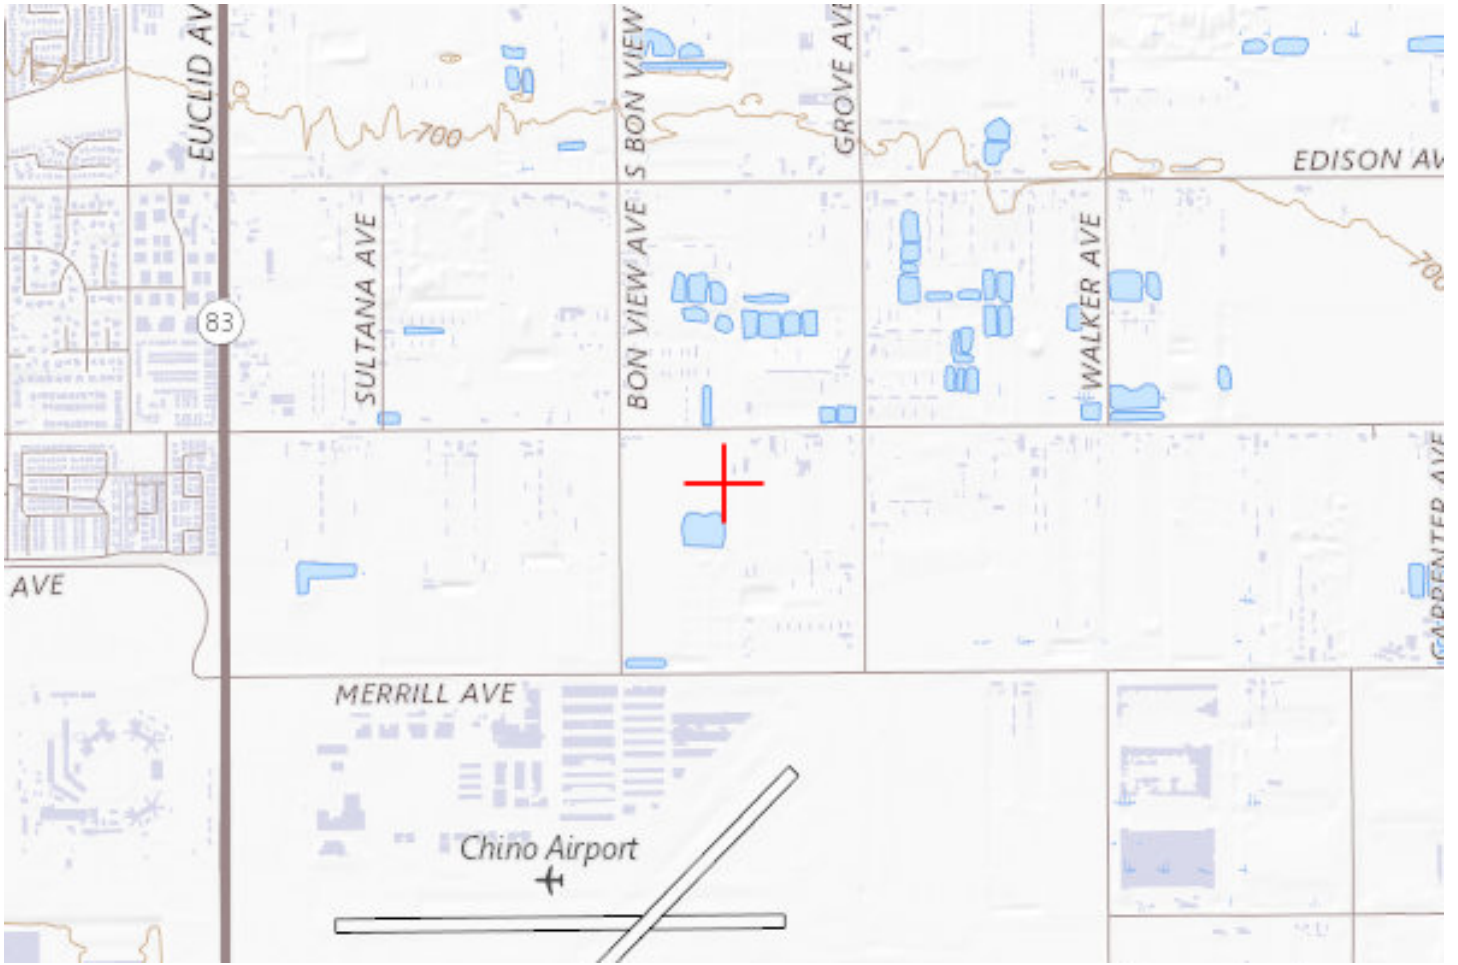 EUCLID AV
S BON VIEW
GROVE AVE
700
EDISON AV
SULTANA AVE
BON VIEW AVE
WALKER AVE
700
83
CARPENTER AVE
AVE
MERRILL AVE
Chino Airport